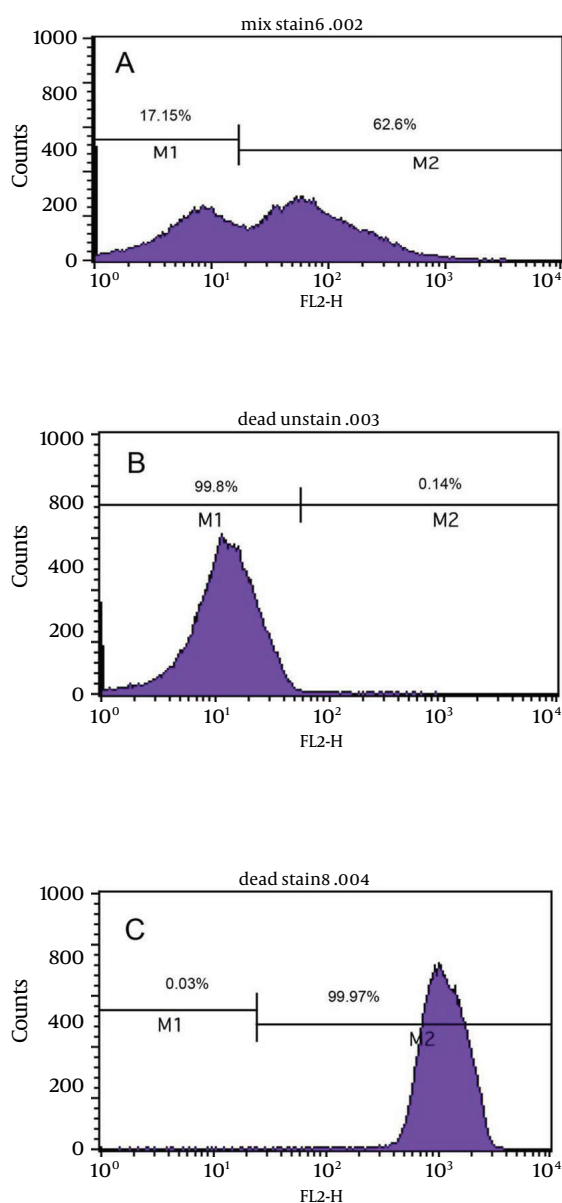 mix stain6 .002
1000
A
800
17.15%
62.6%
M1
M2
400
200
0
Counts
10⁰
10¹
10²
10³
10⁴
FL2-H
dead unstain .003
1000
B
99.8%
0.14%
800
M1
M2
400
200
0
Counts
10⁰
10¹
10²
10³
10⁴
FL2-H
dead stain8 .004
1000
C
800
0.03%
99.97%
M1
M2
400
200
0
Counts
10⁰
10¹
10²
10³
10⁴
FL2-H